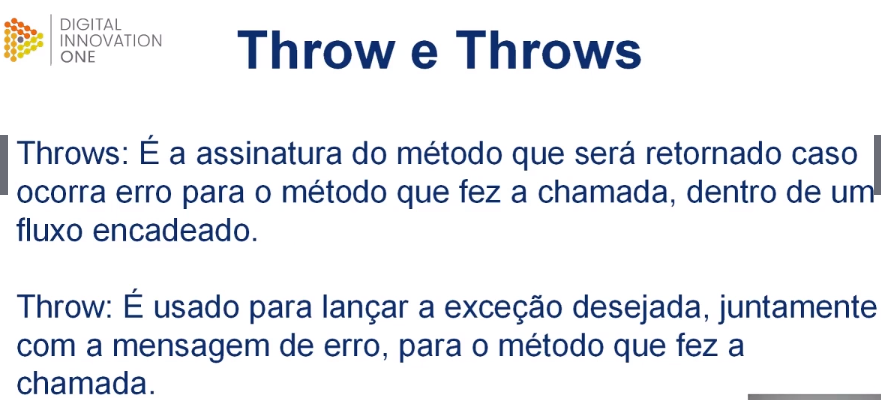 DIGITAL
INNOVATION
ONE
Throw e Throws
Throws: É a assinatura do método que será retornado caso
ocorra erro para o método que fez a chamada, dentro de um
fluxo encadeado.
Throw: É usado para lançar a exceção desejada, juntamente
com a mensagem de erro, para o método que fez a
chamada.